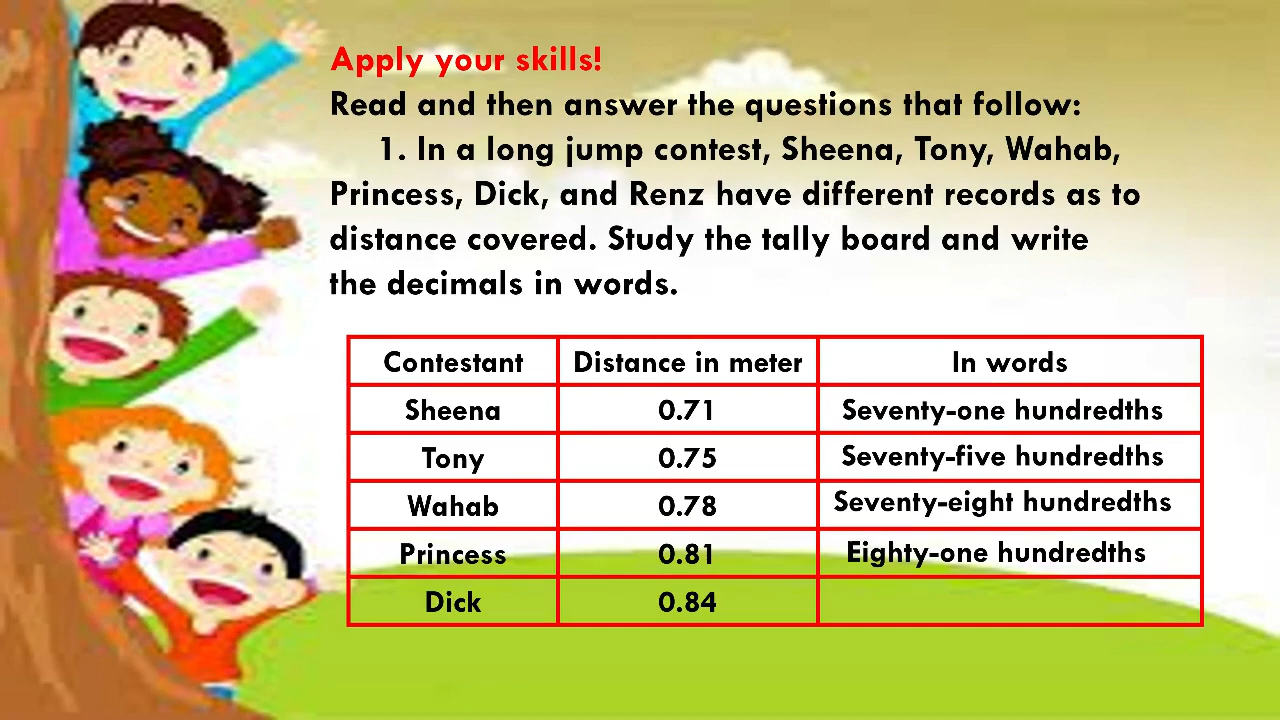 Apply your skills!
Read and then answer the questions that follow:
1. In a long jump contest, Sheena, Tony, Wahab,
Princess, Dick, and Renz have different records as to
distance covered. Study the tally board and write
the decimals in words.
Contestant Distance in meter In words
Sheena 0.71 Seventy-one hundredths
Tony 0.75 Seventy-five hundredths
Wahab 0.78 Seventy-eight hundredths
Princess 0.81 Eighty-one hundredths
Dick 0.84